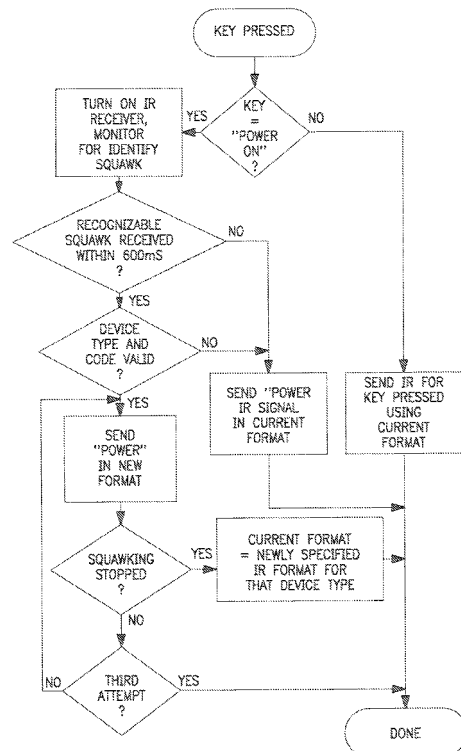 KEY PRESSED
KEY
=
"POWER
ON"
?
YES
NO
TURN ON IR
RECEIVER,
MONITOR
FOR IDENTIFY
SQUAWK
RECOGNIZABLE
SQUAWK RECEIVED
WITHIN 600mS
?
NO
YES
DEVICE
TYPE AND
CODE VALID
?
NO
YES
SEND "POWER
IR SIGNAL
IN CURRENT
FORMAT
SEND IR FOR
KEY PRESSED
USING
CURRENT
FORMAT
SEND
"POWER"
IN NEW
FORMAT
SQUAWKING
STOPPED
?
YES
NO
CURRENT FORMAT
= NEWLY SPECIFIED
IR FORMAT FOR
THAT DEVICE TYPE
THIRD
ATTEMPT
?
NO
YES
DONE